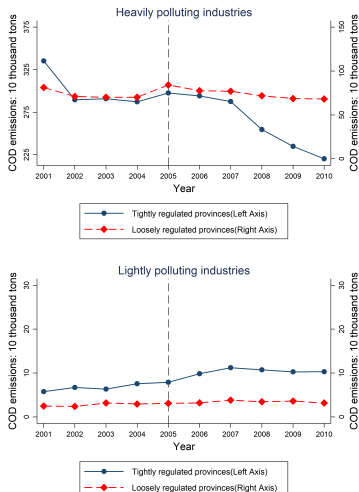 Heavily polluting industries
COD emissions: 10 thousand tons
375
325
275
225
150
100
50
0
COD emissions: 10 thousand tons
2001 2002 2003 2004 2005 2006 2007 2008 2009 2010
Year
Tightly regulated provinces(Left Axis)
Loosely regulated provinces(Right Axis)
Lightly polluting industries
COD emissions: 10 thousand tons
30
20
10
0
30
20
10
0
COD emissions: 10 thousand tons
2001 2002 2003 2004 2005 2006 2007 2008 2009 2010
Year
Tightly regulated provinces(Left Axis)
Loosely regulated provinces(Right Axis)